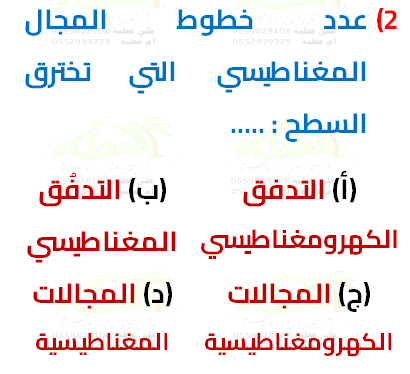 2) عدد خطوط المجال
المغناطيسي التي تخترق
السطح : .....
(أ) التدفق (ب) التدفُق
الكهرومغناطيسي المغناطيسي
(ج) المجالات (د) المجالات
الكهرومغناطيسية المغناطيسية